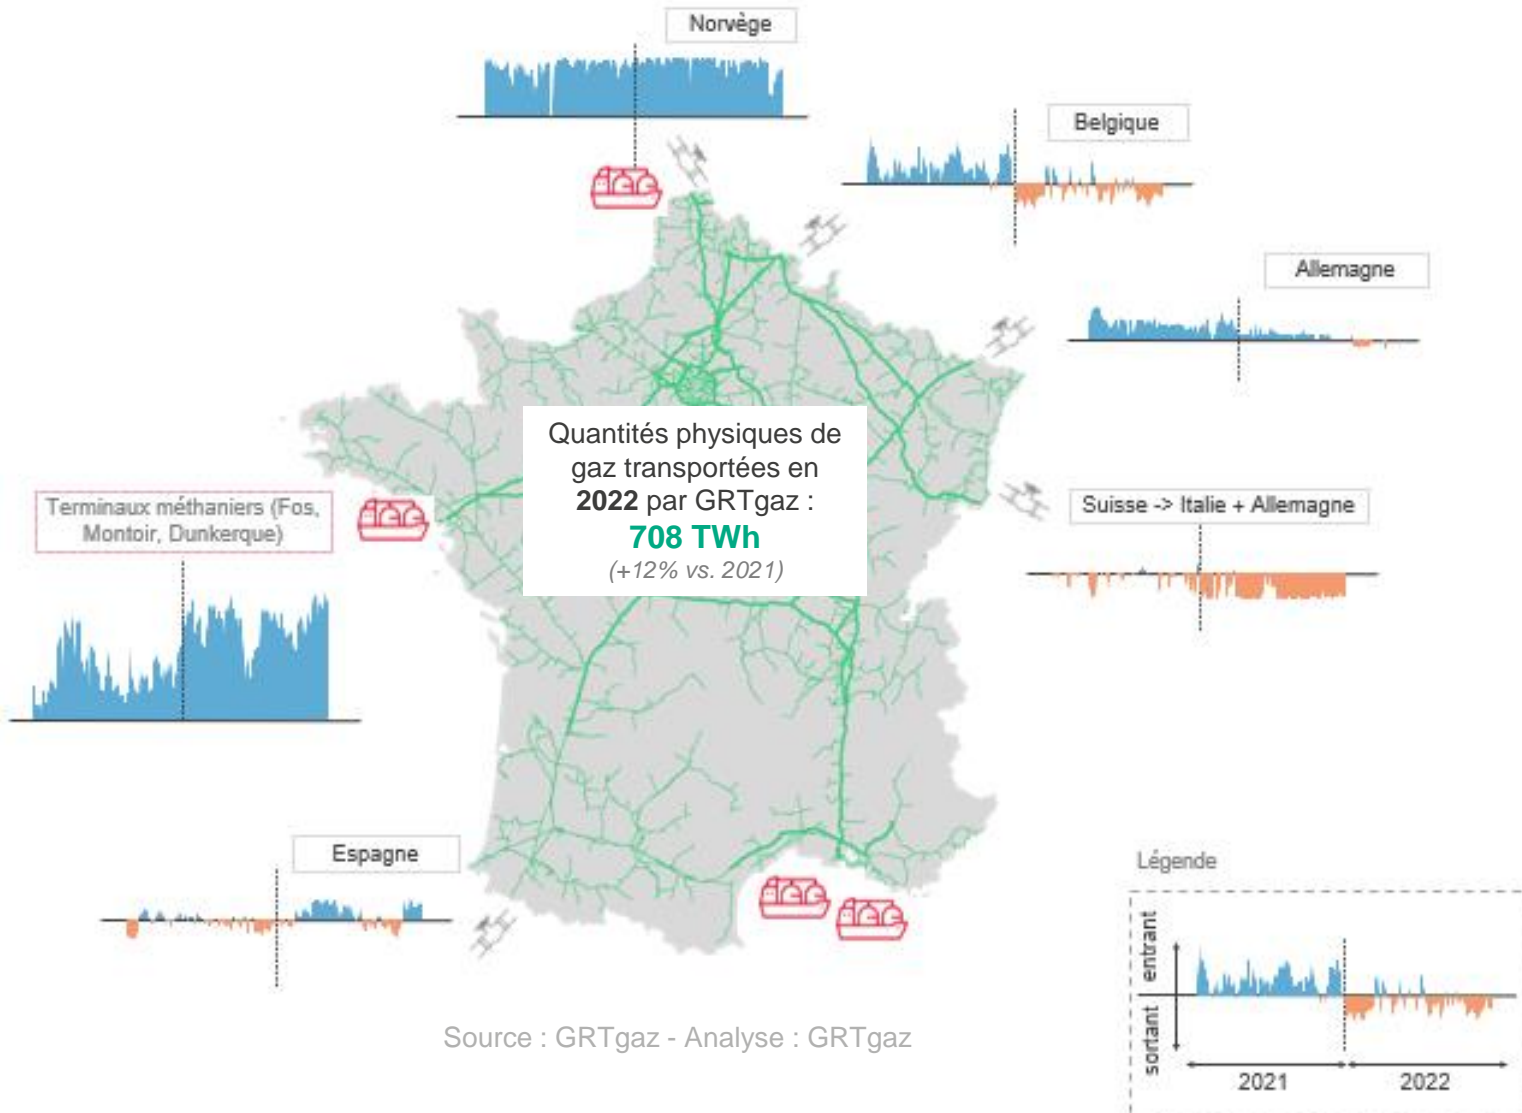 Norvège
Belgique
Allemagne
Quantités physiques de
gaz transportées en
2022 par GRTgaz :
708 TWh
(+12% vs. 2021)
Terminaux méthaniers (Fos,
Montoir, Dunkerque)
Suisse -> Italie + Allemagne
Espagne
Légende
entrant
sortant
2021
2022
Source : GRTgaz - Analyse : GRTgaz